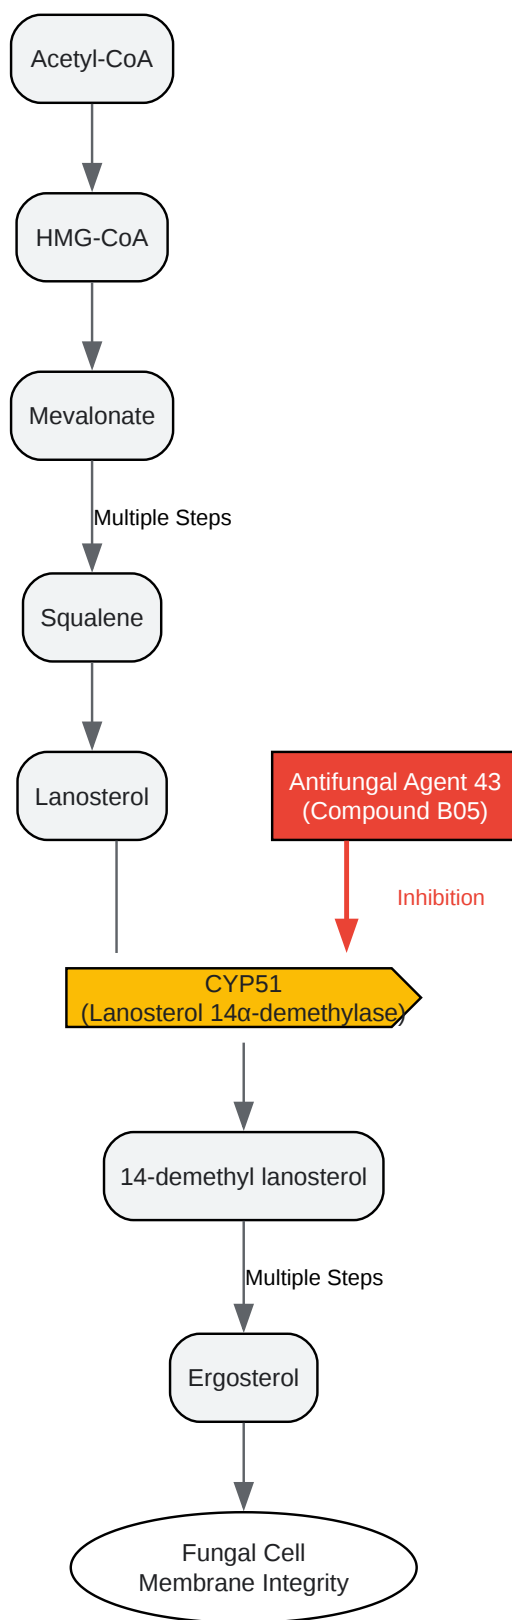 Acetyl-CoA
HMG-CoA
Mevalonate
Multiple Steps
Squalene
Lanosterol
Antifungal Agent 43
(Compound B05)
Inhibition
CYP51
(Lanosterol 14α-demethylase)
14-demethyl lanosterol
Multiple Steps
Ergosterol
Fungal Cell
Membrane Integrity